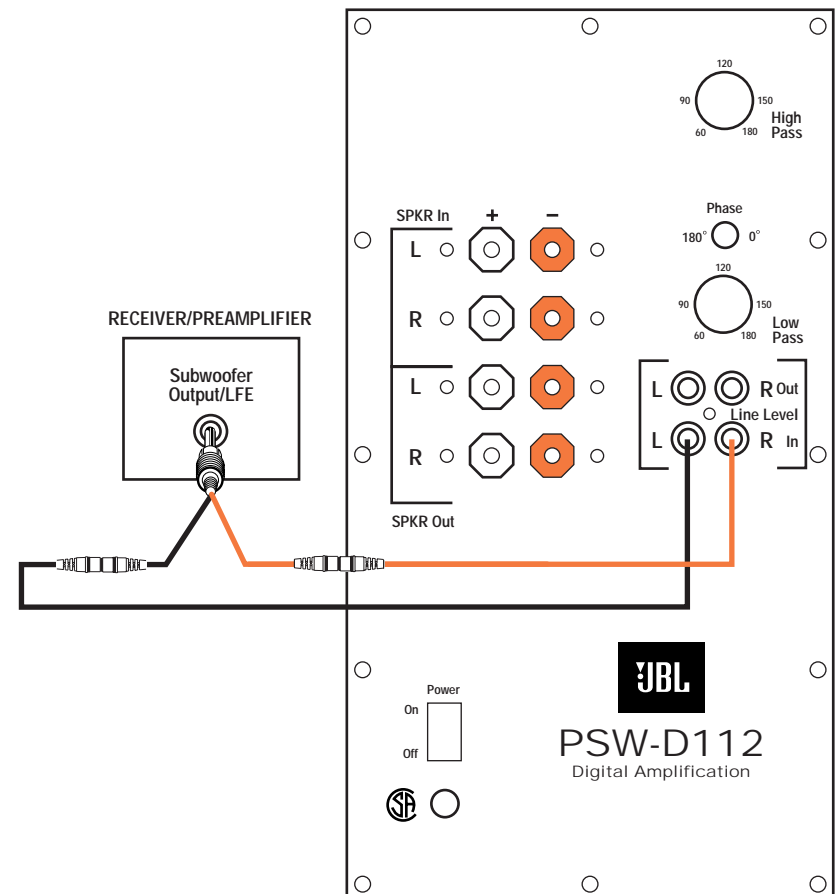 120
90 150
High
Pass
60 180
Phase
180° 0°
120
90 150
Low
Pass
60 180
SPKR In + −
L
R
L
R
SPKR Out
L R Out
Line Level
L R In
RECEIVER/PREAMPLIFIER
Subwoofer
Output/LFE
Power
On
Off
JBL
PSW-D112
Digital Amplification
SA